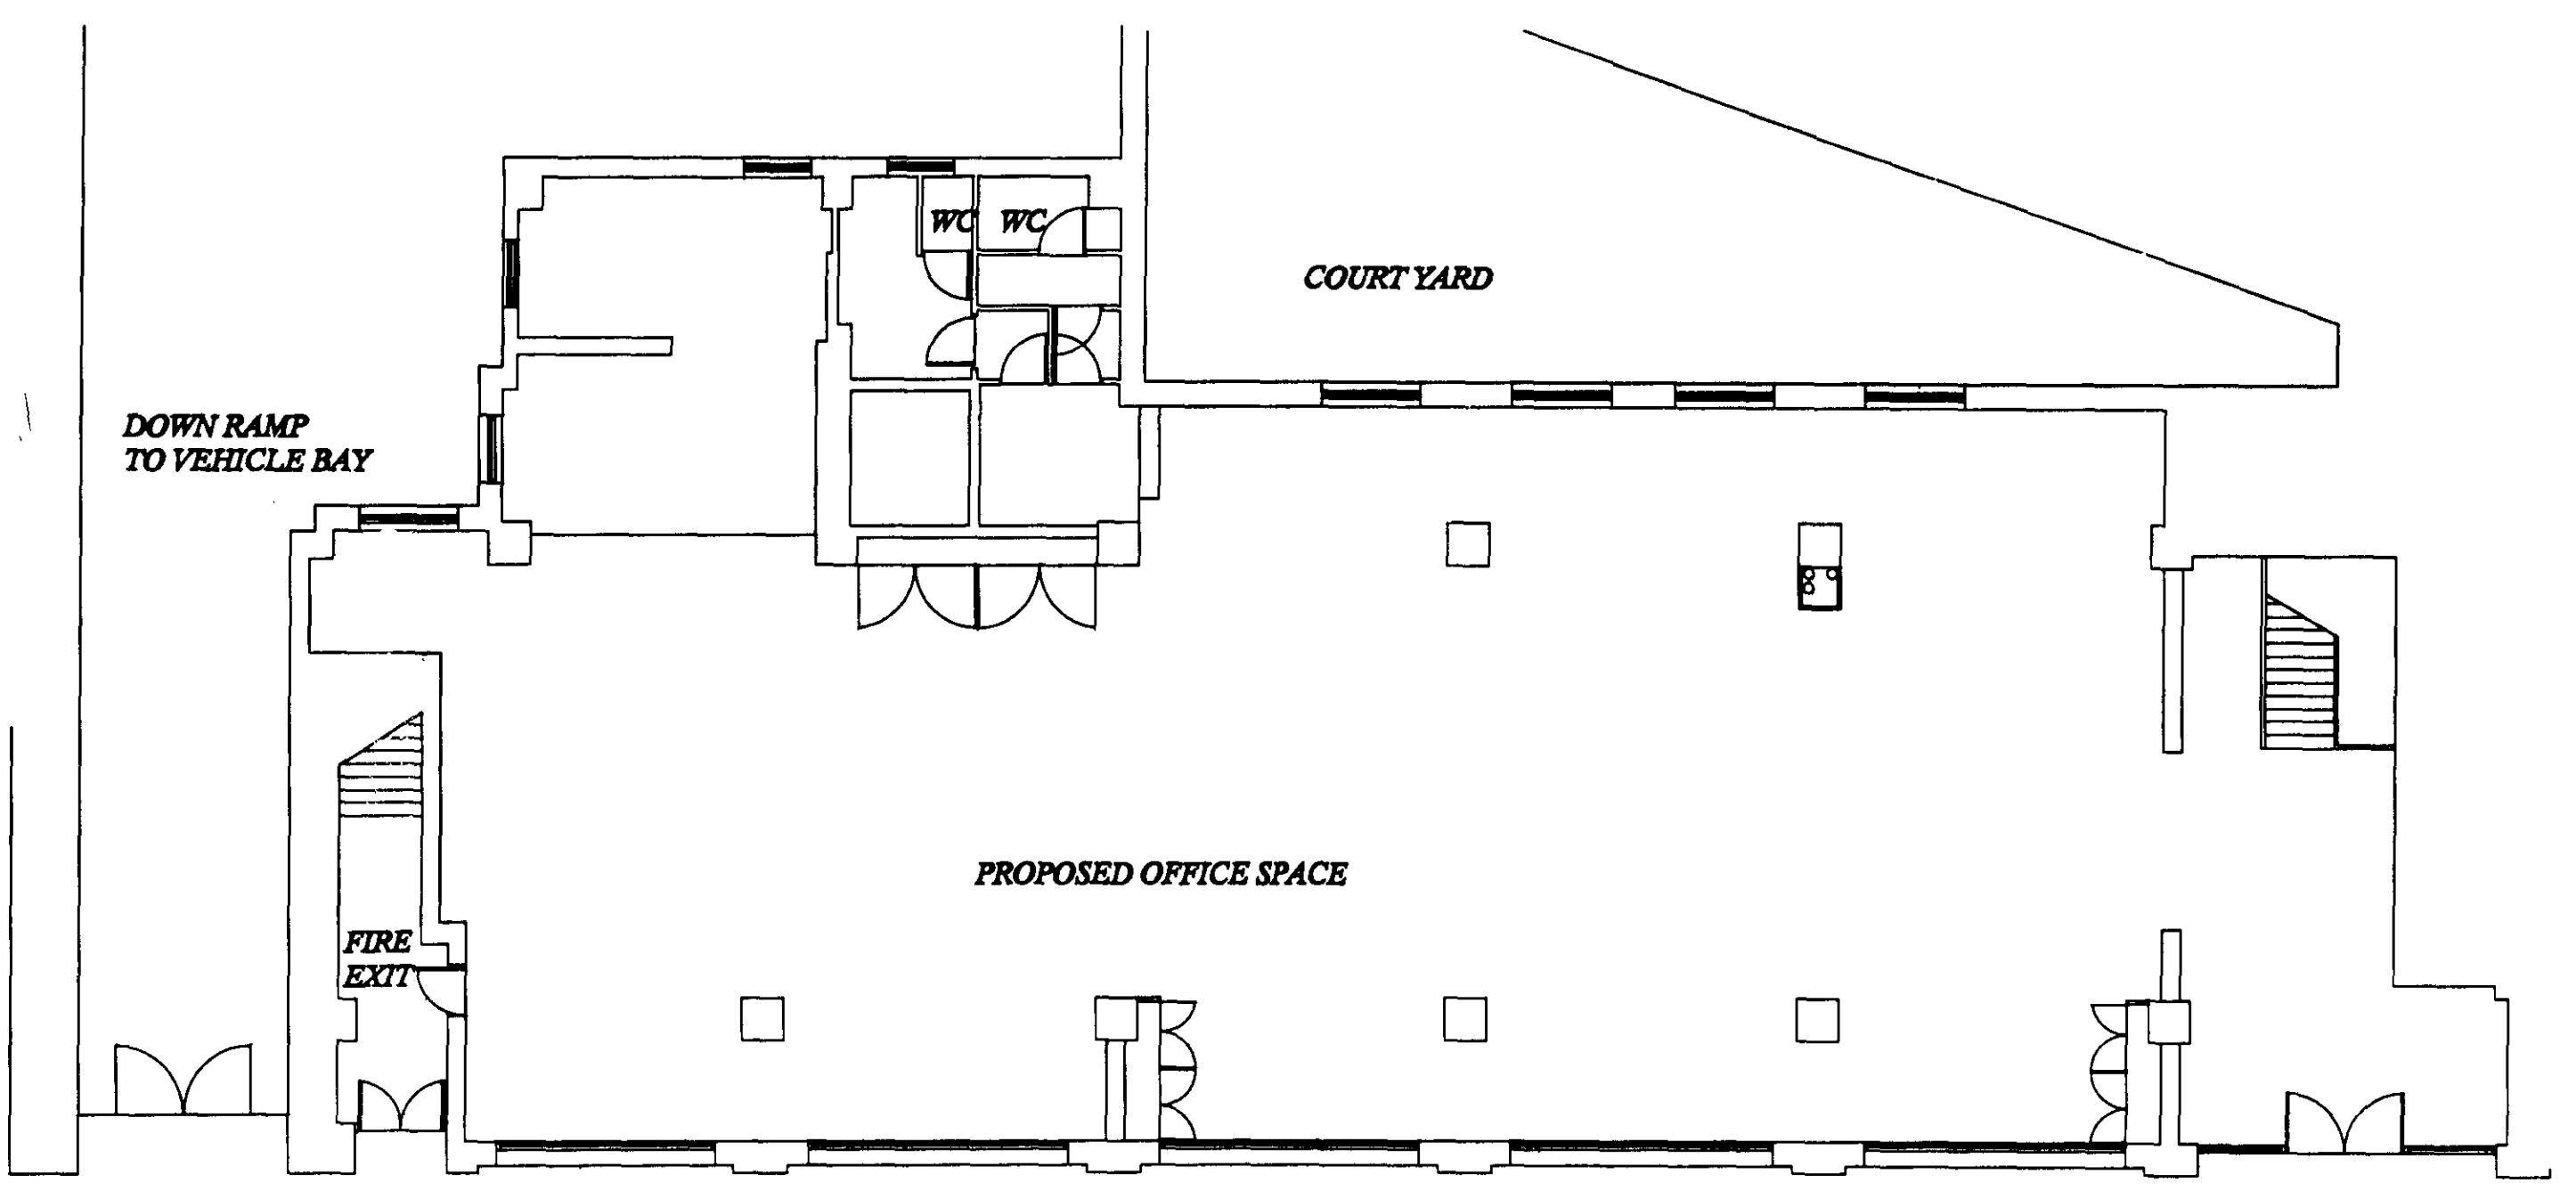 WC
WC
COURT YARD
DOWN RAMP
TO VEHICLE BAY
PROPOSED OFFICE SPACE
FIRE
EXIT